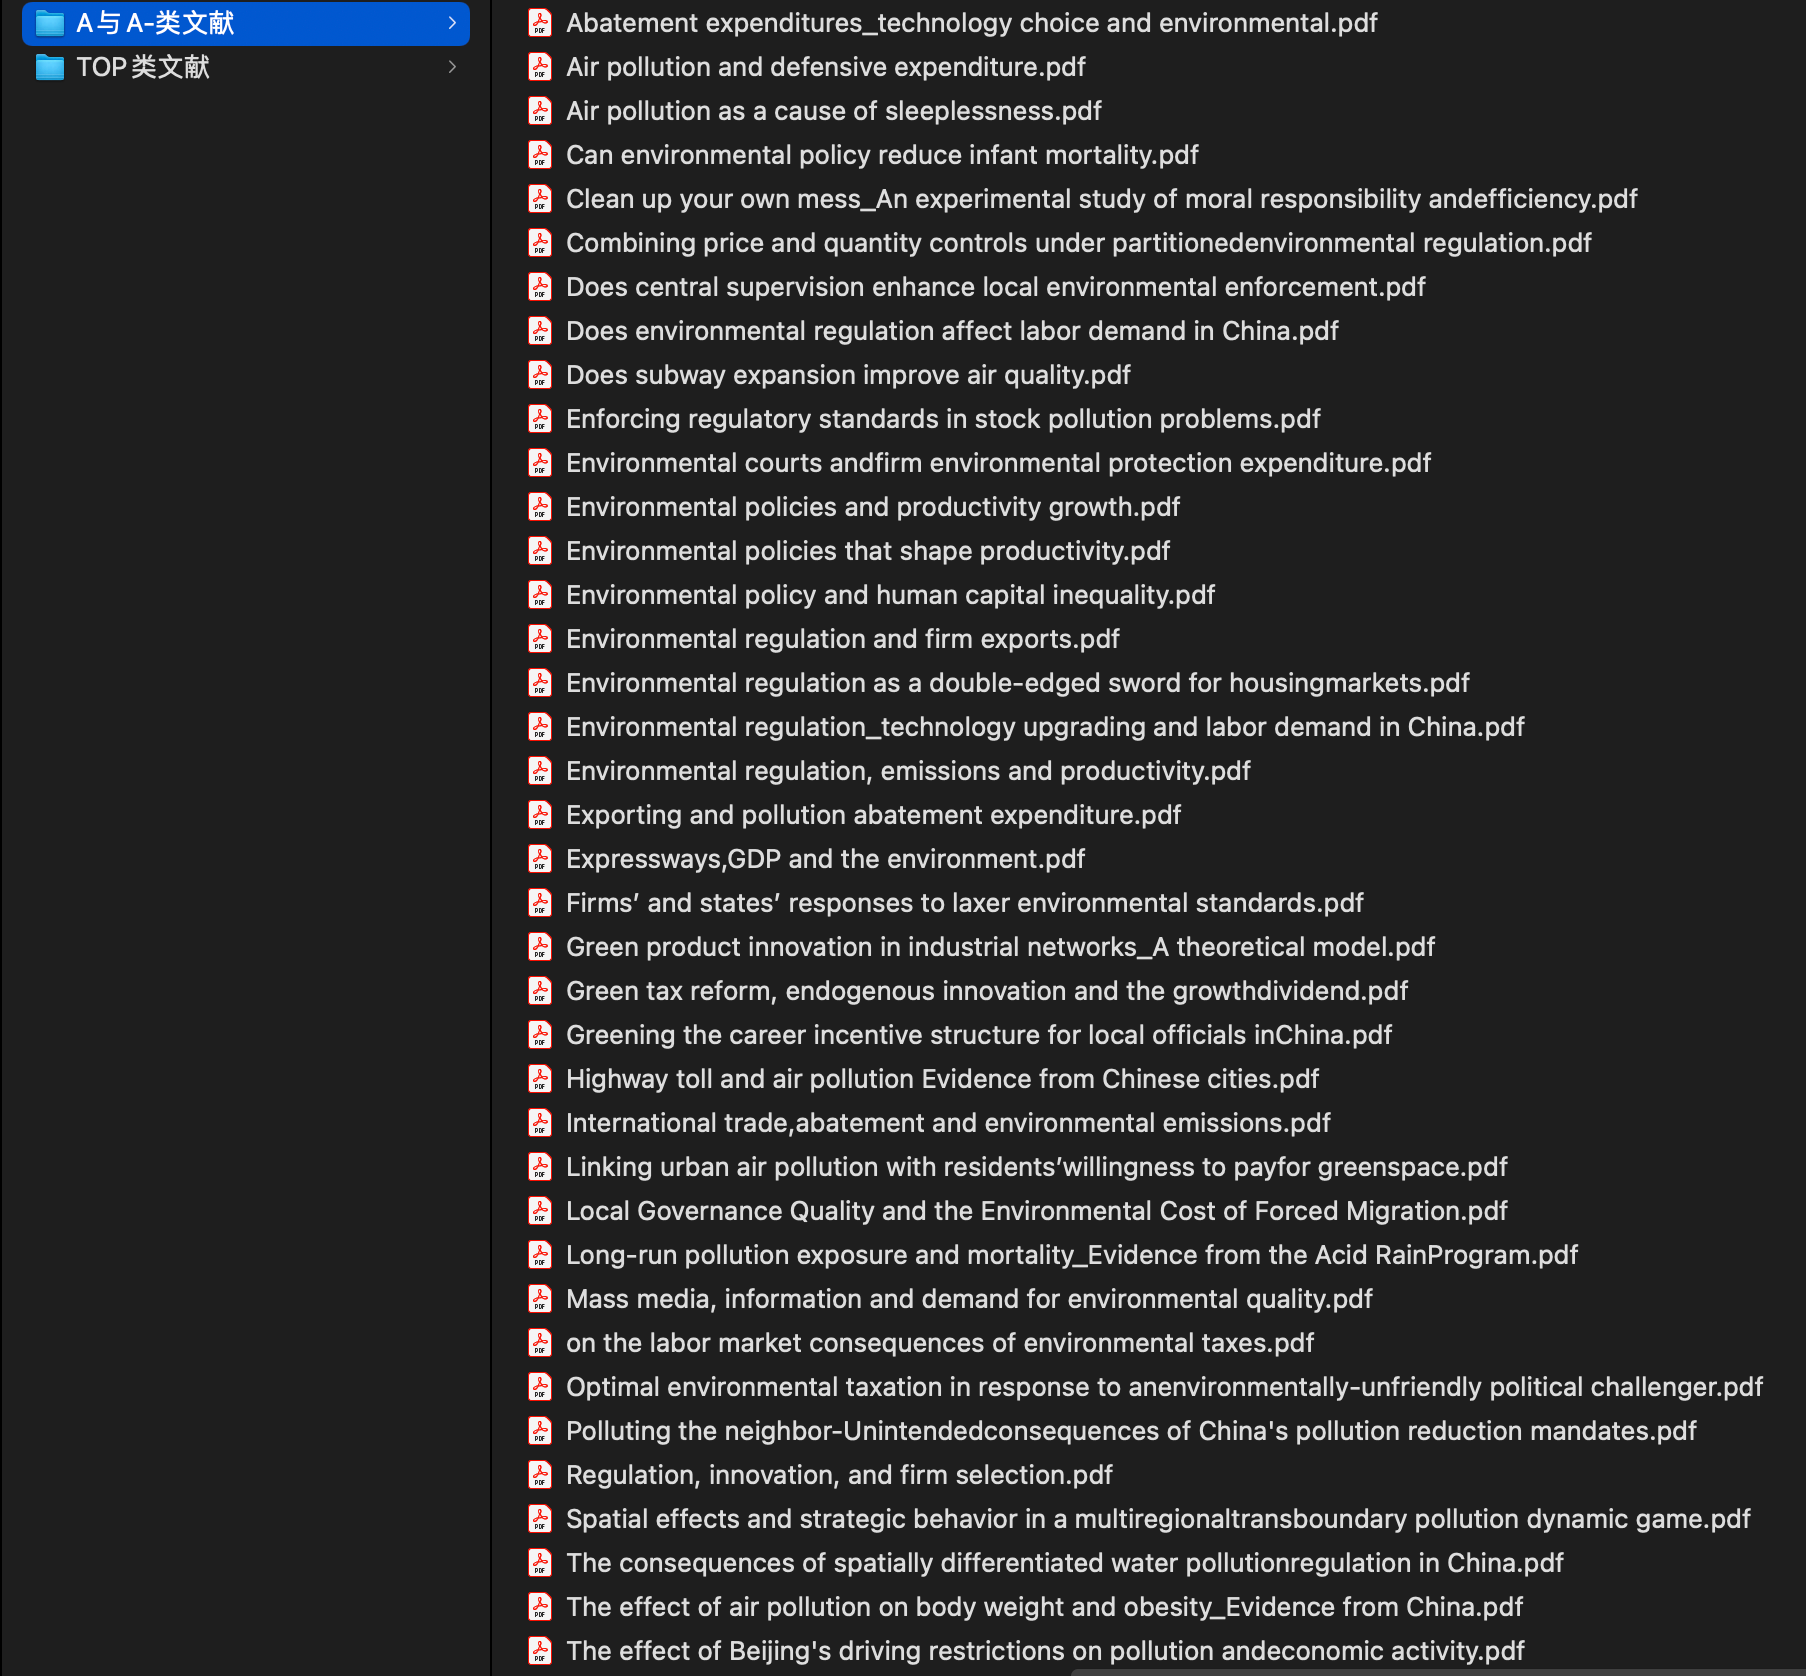 A与A-类文献
TOP类文献
Abatement expenditures_technology choice and environmental.pdf
Air pollution and defensive expenditure.pdf
Air pollution as a cause of sleeplessness.pdf
Can environmental policy reduce infant mortality.pdf
Clean up your own mess_An experimental study of moral responsibility andefficiency.pdf
Combining price and quantity controls under partitionedenvironmental regulation.pdf
Does central supervision enhance local environmental enforcement.pdf
Does environmental regulation affect labor demand in China.pdf
Does subway expansion improve air quality.pdf
Enforcing regulatory standards in stock pollution problems.pdf
Environmental courts andfirm environmental protection expenditure.pdf
Environmental policies and productivity growth.pdf
Environmental policies that shape productivity.pdf
Environmental policy and human capital inequality.pdf
Environmental regulation and firm exports.pdf
Environmental regulation as a double-edged sword for housingmarkets.pdf
Environmental regulation_technology upgrading and labor demand in China.pdf
Environmental regulation, emissions and productivity.pdf
Exporting and pollution abatement expenditure.pdf
Expressways,GDP and the environment.pdf
Firms’ and states’ responses to laxer environmental standards.pdf
Green product innovation in industrial networks_A theoretical model.pdf
Green tax reform, endogenous innovation and the growthdividend.pdf
Greening the career incentive structure for local officials inChina.pdf
Highway toll and air pollution Evidence from Chinese cities.pdf
International trade,abatement and environmental emissions.pdf
Linking urban air pollution with residents’willingness to payfor greenspace.pdf
Local Governance Quality and the Environmental Cost of Forced Migration.pdf
Long-run pollution exposure and mortality_Evidence from the Acid RainProgram.pdf
Mass media, information and demand for environmental quality.pdf
on the labor market consequences of environmental taxes.pdf
Optimal environmental taxation in response to anenvironmentally-unfriendly political challenger.pdf
Polluting the neighbor-Unintendedconsequences of China's pollution reduction mandates.pdf
Regulation, innovation, and firm selection.pdf
Spatial effects and strategic behavior in a multiregionaltransboundary pollution dynamic game.pdf
The consequences of spatially differentiated water pollutionregulation in China.pdf
The effect of air pollution on body weight and obesity_Evidence from China.pdf
The effect of Beijing's driving restrictions on pollution andeconomic activity.pdf